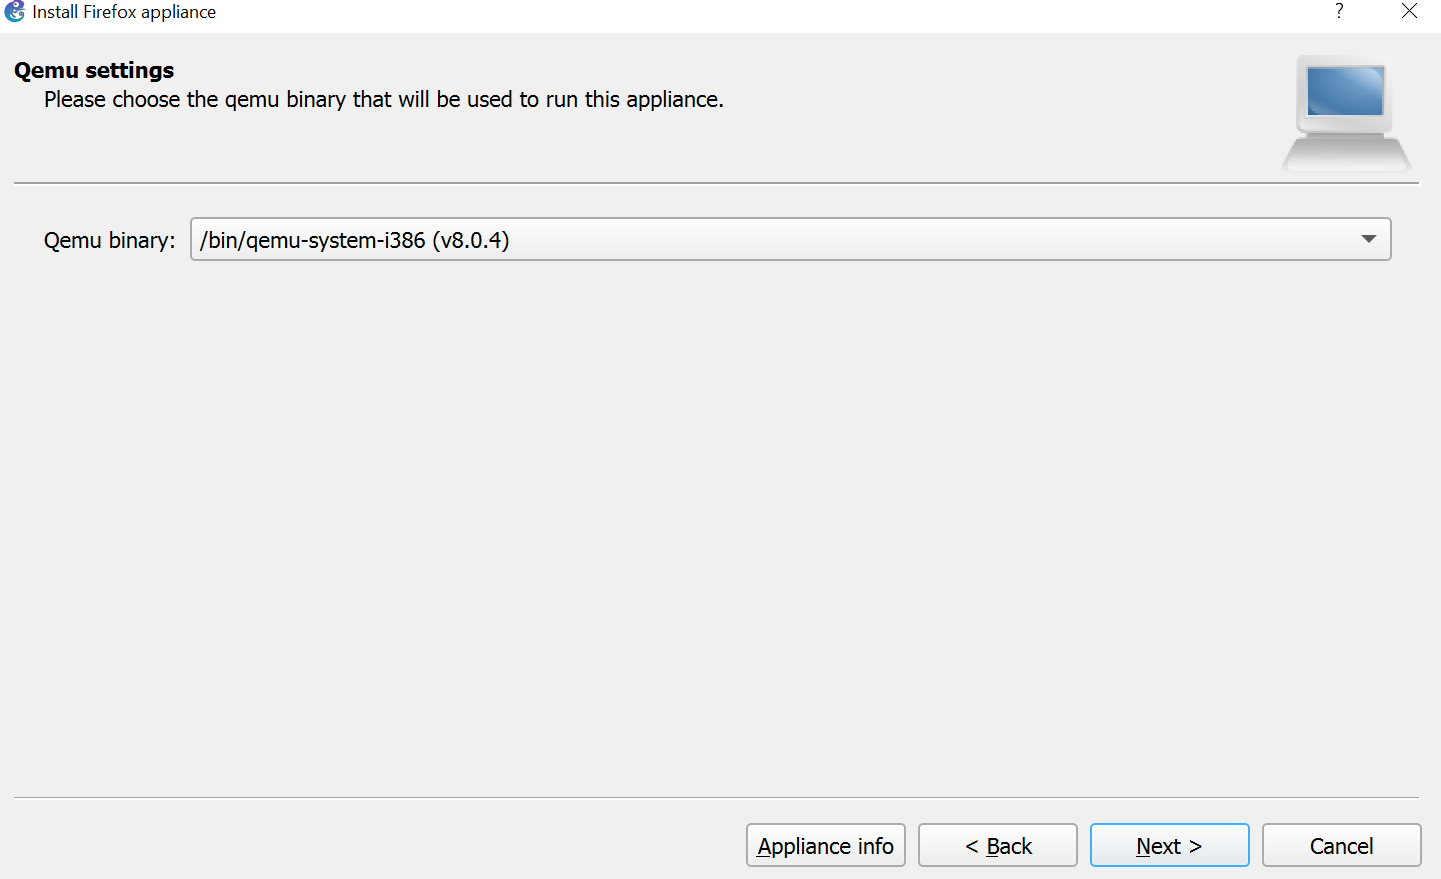 Install Firefox appliance
?
Qemu settings
Please choose the qemu binary that will be used to run this appliance.
Qemu binary: /bin/qemu-system-i386 (v8.0.4)
Appliance info < Back Next > Cancel